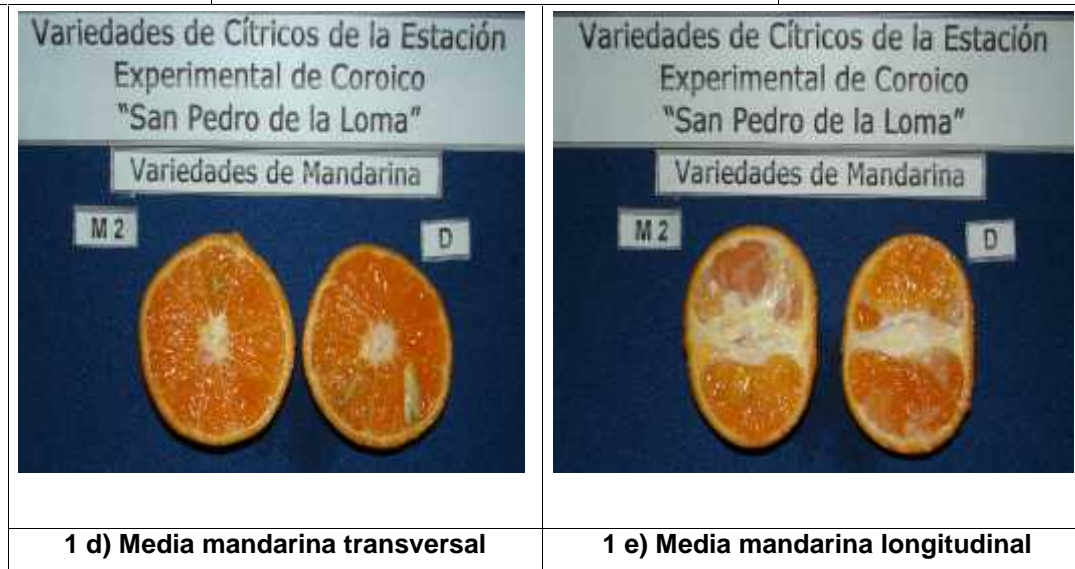 Variedades de Cítricos de la Estación
Experimental de Coroico
"San Pedro de la Loma"
Variedades de Mandarina
M 2
D
1 d) Media mandarina transversal
Variedades de Cítricos de la Estación
Experimental de Coroico
"San Pedro de la Loma"
Variedades de Mandarina
M 2
D
1 e) Media mandarina longitudinal